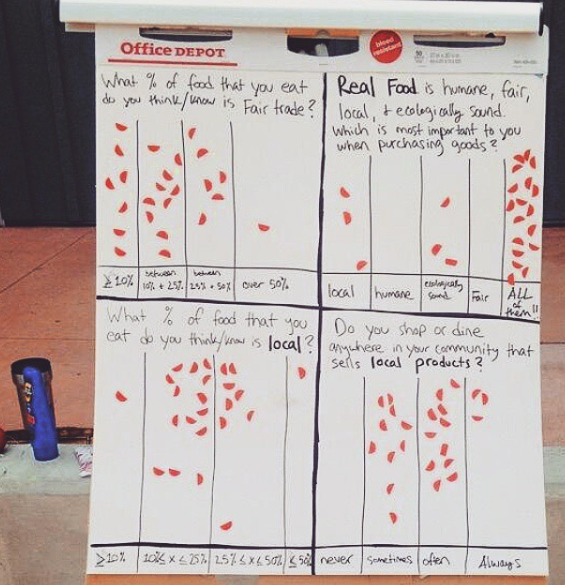 Office DEPOT
bleed resistant
What % of food that you eat
do you think/know is Fair trade?
≥10%
between
10% + 25%
between
25% + 50%
over 50%
Real Food is humane, fair,
local, + ecologically sound.
Which is most important to you
when purchasing goods?
local
humane
ecologically
sound
Fair
ALL
of
them!!
What % of food that you
eat do you think/know is local?
≥10%
10% ≤ x ≤ 25%
25% ≤ x ≤ 50%
≤ 50%
Do you shop or dine
anywhere in your community that
sells local products?
never
sometimes
often
Always